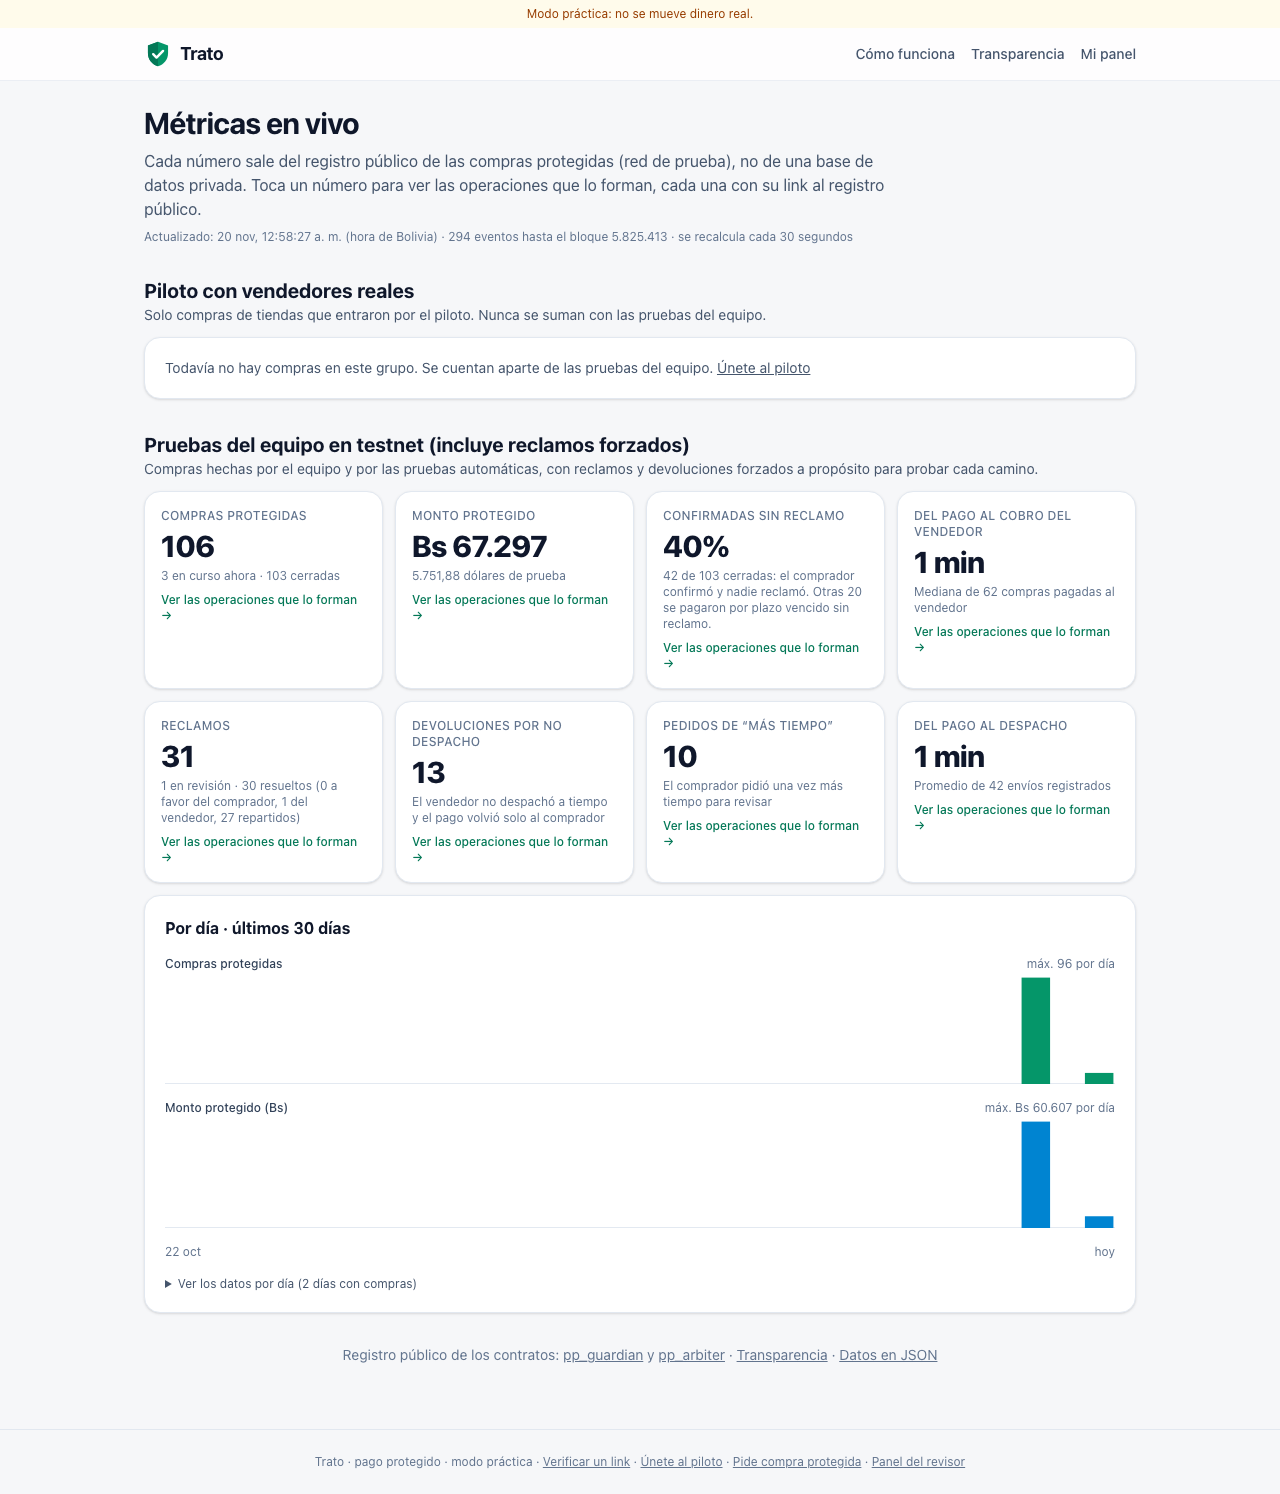 Modo práctica: no se mueve dinero real.
Trato
Cómo funciona
Transparencia
Mi panel
Métricas en vivo
Cada número sale del registro público de las compras protegidas (red de prueba), no de una base de
datos privada. Toca un número para ver las operaciones que lo forman, cada una con su link al registro
público.
Actualizado: 20 nov, 12:58:27 a. m. (hora de Bolivia) · 294 eventos hasta el bloque 5.825.413 · se recalcula cada 30 segundos
Piloto con vendedores reales
Solo compras de tiendas que entraron por el piloto. Nunca se suman con las pruebas del equipo.
Todavía no hay compras en este grupo. Se cuentan aparte de las pruebas del equipo. Únete al piloto
Pruebas del equipo en testnet (incluye reclamos forzados)
Compras hechas por el equipo y por las pruebas automáticas, con reclamos y devoluciones forzados a propósito para probar cada camino.
COMPRAS PROTEGIDAS
106
3 en curso ahora · 103 cerradas
Ver las operaciones que lo forman
→
MONTO PROTEGIDO
Bs 67.297
5.751,88 dólares de prueba
Ver las operaciones que lo forman
→
CONFIRMADAS SIN RECLAMO
40%
42 de 103 cerradas: el comprador
confirmó y nadie reclamó. Otras 20
se pagaron por plazo vencido sin
reclamo.
Ver las operaciones que lo forman
→
DEL PAGO AL COBRO DEL
VENDEDOR
1 min
Mediana de 62 compras pagadas al
vendedor
Ver las operaciones que lo forman
→
RECLAMOS
31
1 en revisión · 30 resueltos (0 a
favor del comprador, 1 del
vendedor, 27 repartidos)
Ver las operaciones que lo forman
→
DEVOLUCIONES POR NO
DESPACHO
13
El vendedor no despachó a tiempo
y el pago volvió solo al comprador
Ver las operaciones que lo forman
→
PEDIDOS DE “MÁS TIEMPO”
10
El comprador pidió una vez más
tiempo para revisar
Ver las operaciones que lo forman
→
DEL PAGO AL DESPACHO
1 min
Promedio de 42 envíos registrados
Ver las operaciones que lo forman
→
Por día · últimos 30 días
Compras protegidas
máx. 96 por día
Monto protegido (Bs)
máx. Bs 60.607 por día
22 oct
hoy
Ver los datos por día (2 días con compras)
Registro público de los contratos: pp_guardian y pp_arbiter · Transparencia · Datos en JSON
Trato · pago protegido · modo práctica · Verificar un link · Únete al piloto · Pide compra protegida · Panel del revisor